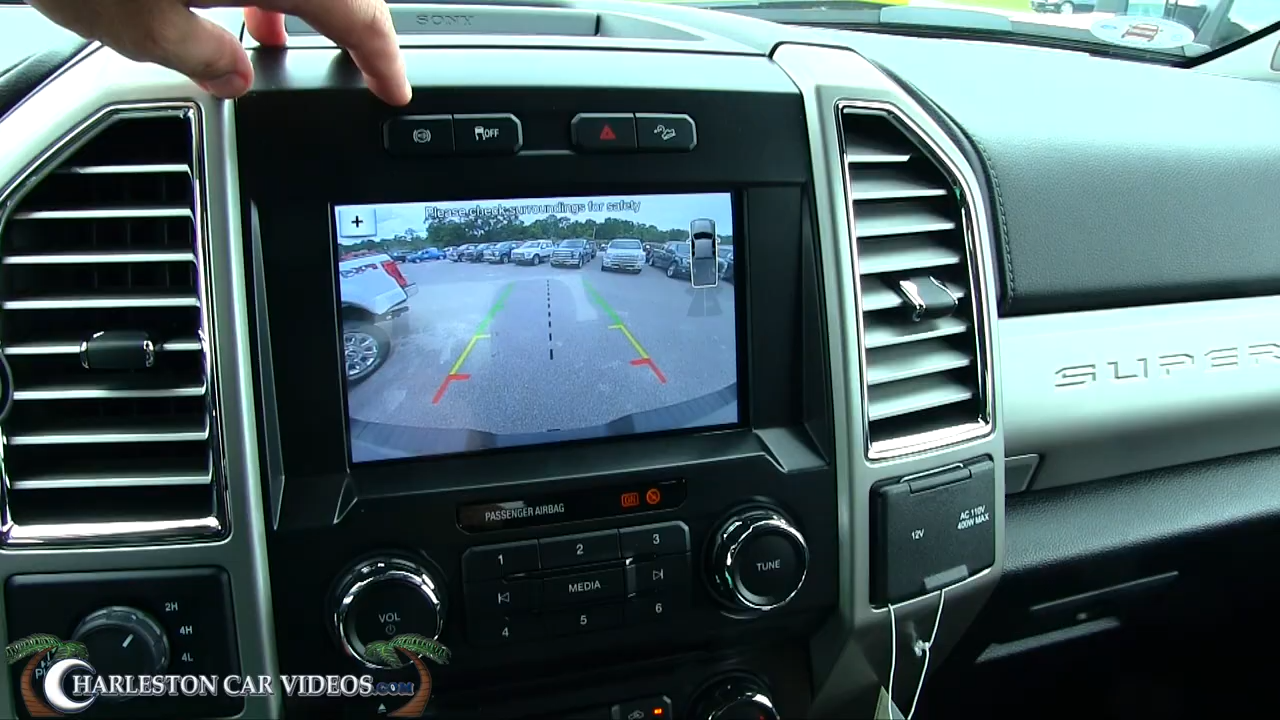 SONY
OFF
Please check surroundings for safety
+
SUPER
PASSENGER AIRBAG
ON
1 2 3
MEDIA
4 5 6
VOL
TUNE
12V
AC 110V
400W MAX
2H
4H
4L
CHARLESTON CAR VIDEOS.COM